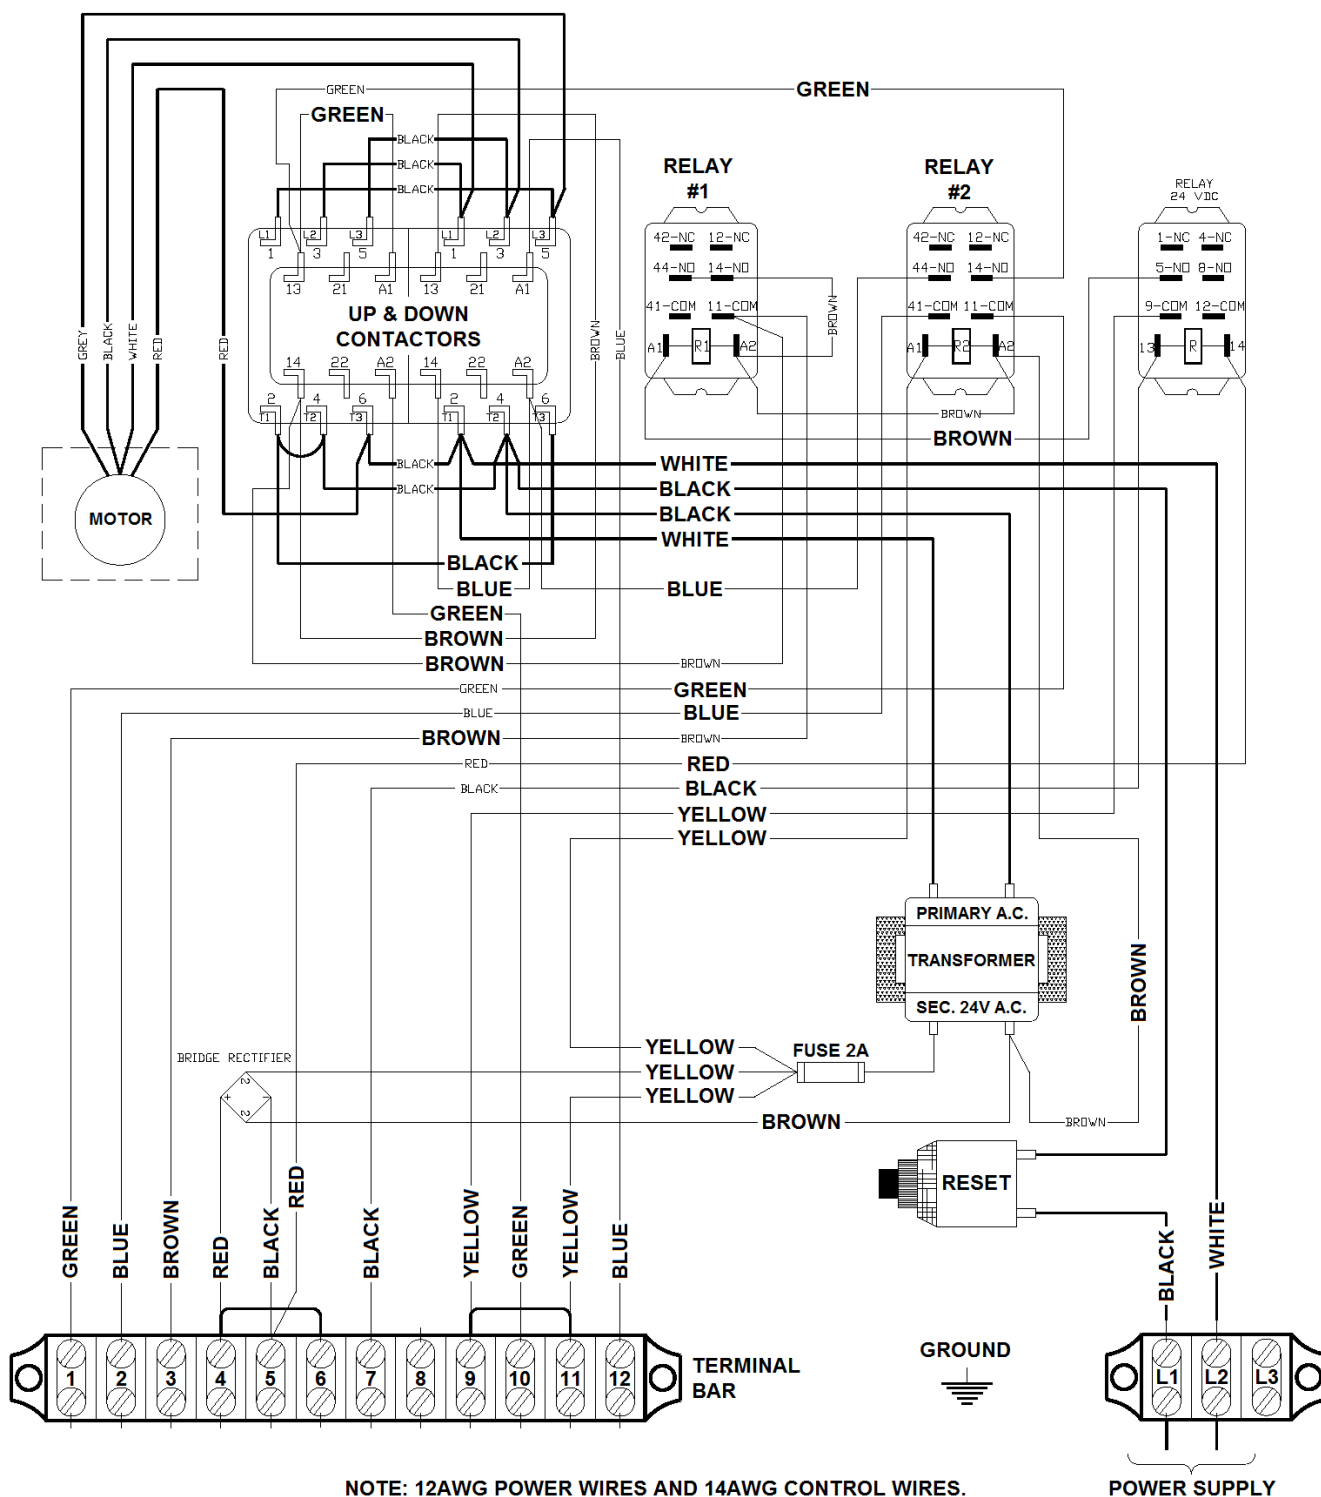 GREEN
GREEN
GREEN
BLACK
BLACK
BLACK
RELAY
#1
RELAY
#2
RELAY
24 VDC
L1 L2 L3 L1 L2 L3
1 3 5 1 3 5
13 21 A1 13 21 A1
UP & DOWN
CONTACTORS
14 22 A2 14 22 A2
2 4 6 2 4 6
T1 T2 T3 T1 T2 T3
42-NC 12-NC
44-NO 14-NO
41-COM 11-COM
A1 R1 A2
42-NC 12-NC
44-NO 14-NO
41-COM 11-COM
A1 R2 A2
1-NC 4-NC
5-NO 8-NO
9-COM 12-COM
13 R 14
GREY
BLACK
WHITE
RED
RED
BROWN
BLUE
BROWN
BROWN
BROWN
MOTOR
BLACK
WHITE
BLACK
BLACK
BLACK
WHITE
BLACK
BLUE
BLUE
GREEN
BROWN
BROWN
BROWN
GREEN
GREEN
BLUE
BLUE
BROWN
BROWN
RED
RED
BLACK
BLACK
YELLOW
YELLOW
PRIMARY A.C.
TRANSFORMER
SEC. 24V A.C.
BROWN
BRIDGE RECTIFIER
2
+ -
2
YELLOW
YELLOW
YELLOW
FUSE 2A
BROWN
BROWN
RESET
GREEN
BLUE
BROWN
RED
BLACK
RED
BLACK
YELLOW
GREEN
YELLOW
BLUE
BLACK
WHITE
1 2 3 4 5 6 7 8 9 10 11 12
TERMINAL
BAR
GROUND
L1 L2 L3
NOTE: 12AWG POWER WIRES AND 14AWG CONTROL WIRES.
POWER SUPPLY